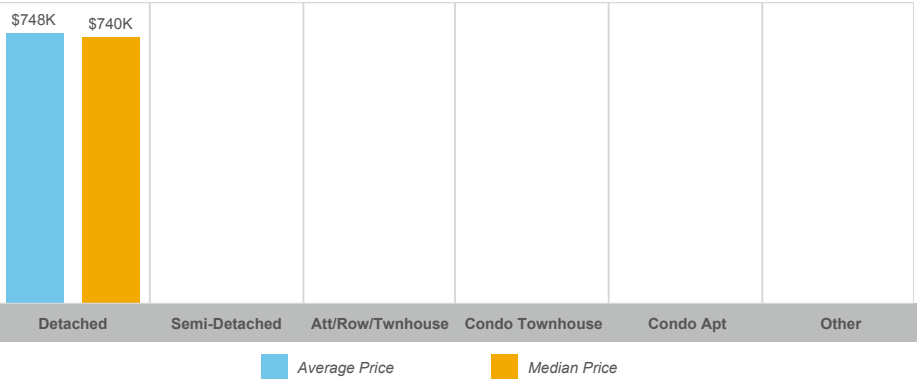 $748K
$740K
Detached Semi-Detached Att/Row/Twnhouse Condo Townhouse Condo Apt Other
Average Price Median Price